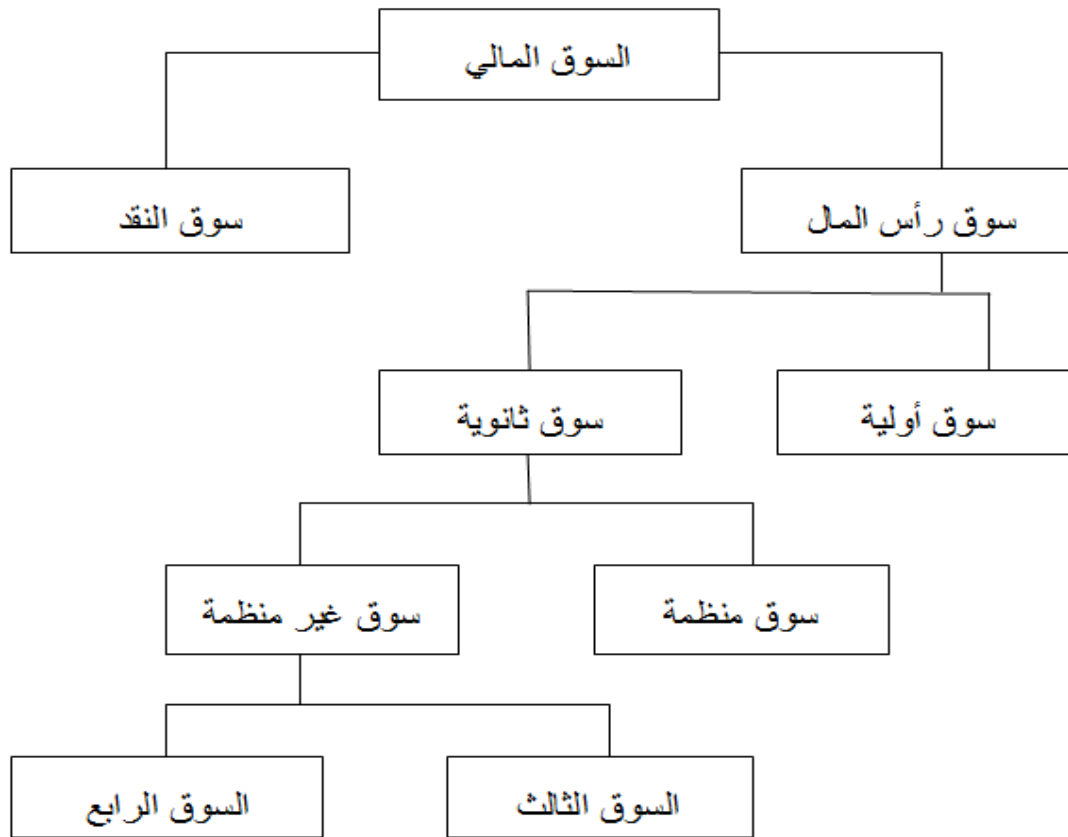 السوق المالي
سوق رأس المال
سوق النقد
سوق أولية
سوق ثانوية
سوق منظمة
سوق غير منظمة
السوق الثالث
السوق الرابع